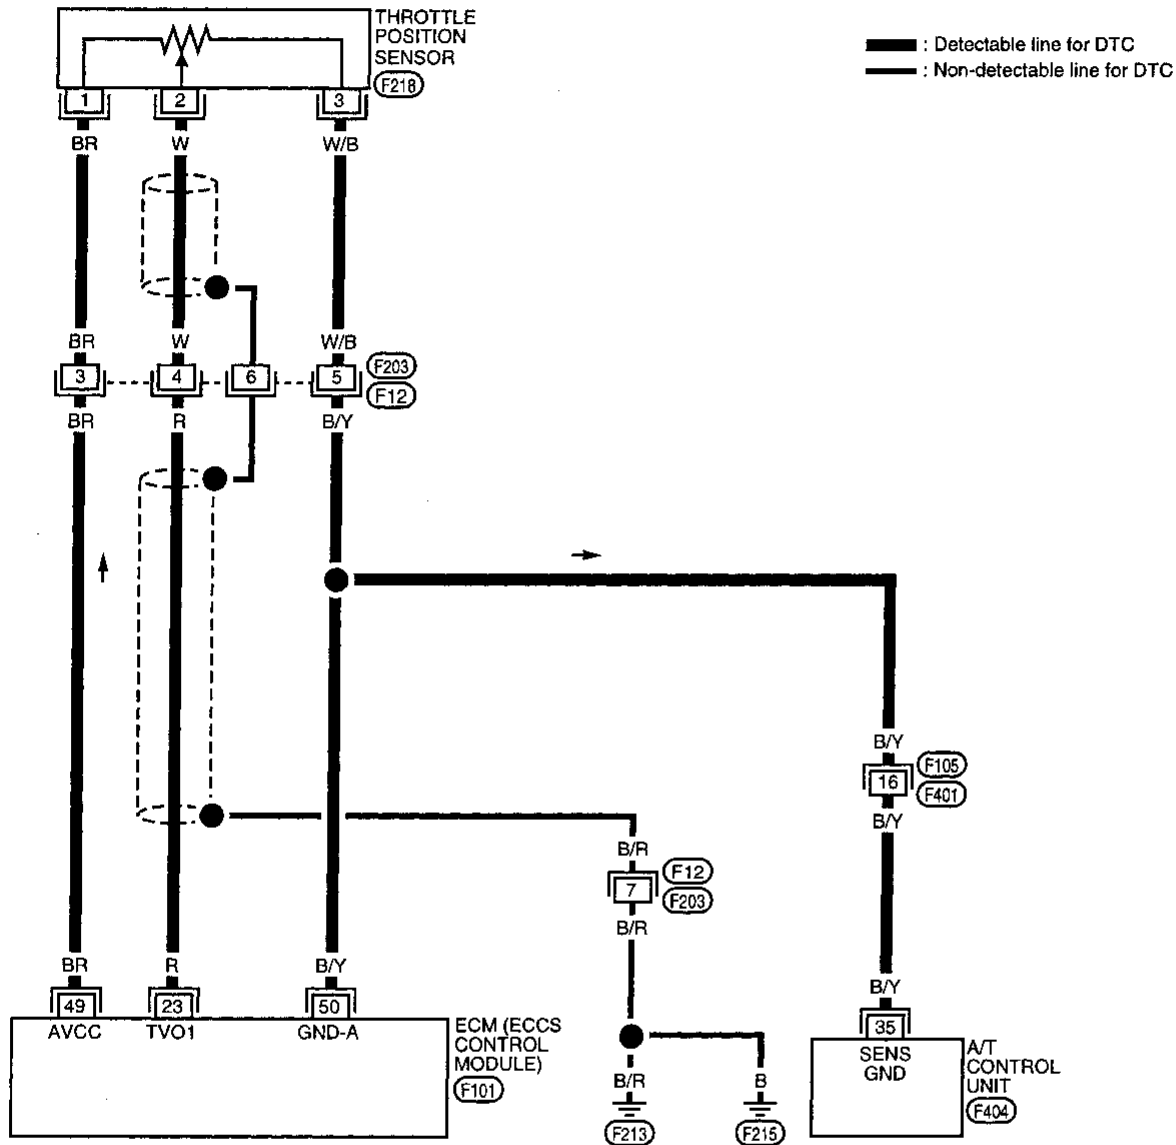 THROTTLE
POSITION
SENSOR
F218
: Detectable line for DTC
: Non-detectable line for DTC
1 2 3
BR W W/B
BR W W/B
3 4 6 5
F203
F12
BR R B/Y
B/Y
16
F105
F401
B/Y
B/R
7
F12
F203
B/R
BR R B/Y
49 23 50
AVCC TVO1 GND-A
ECM (ECCS
CONTROL
MODULE)
F101
B/Y
35
SENS
GND
A/T
CONTROL
UNIT
F404
B/R B
F213 F215